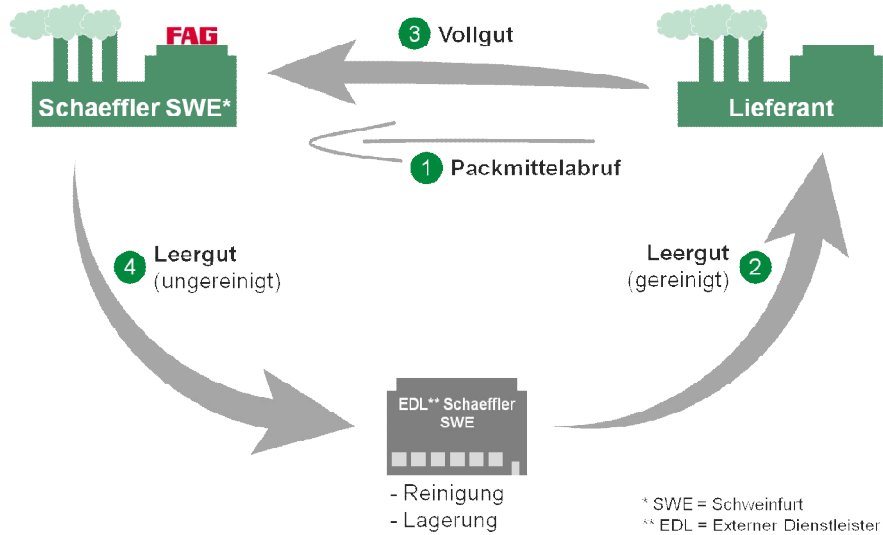 FAG
3 Vollgut
Schaeffler SWE*
Lieferant
1 Packmittelabruf
4 Leergut
(ungereinigt)
Leergut
(gereinigt) 2
EDL** Schaeffler
SWE
- Reinigung
- Lagerung
* SWE = Schweinfurt
** EDL = Externer Dienstleister